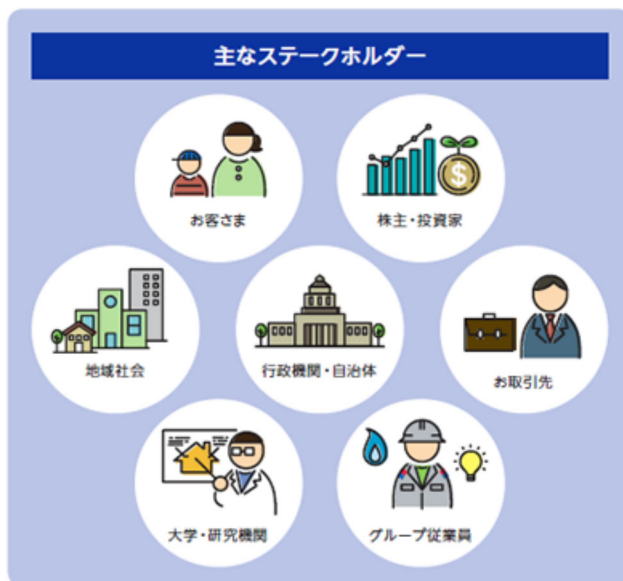 主なステークホルダー
お客さま
株主・投資家
地域社会
行政機関・自治体
お取引先
大学・研究機関
グループ従業員